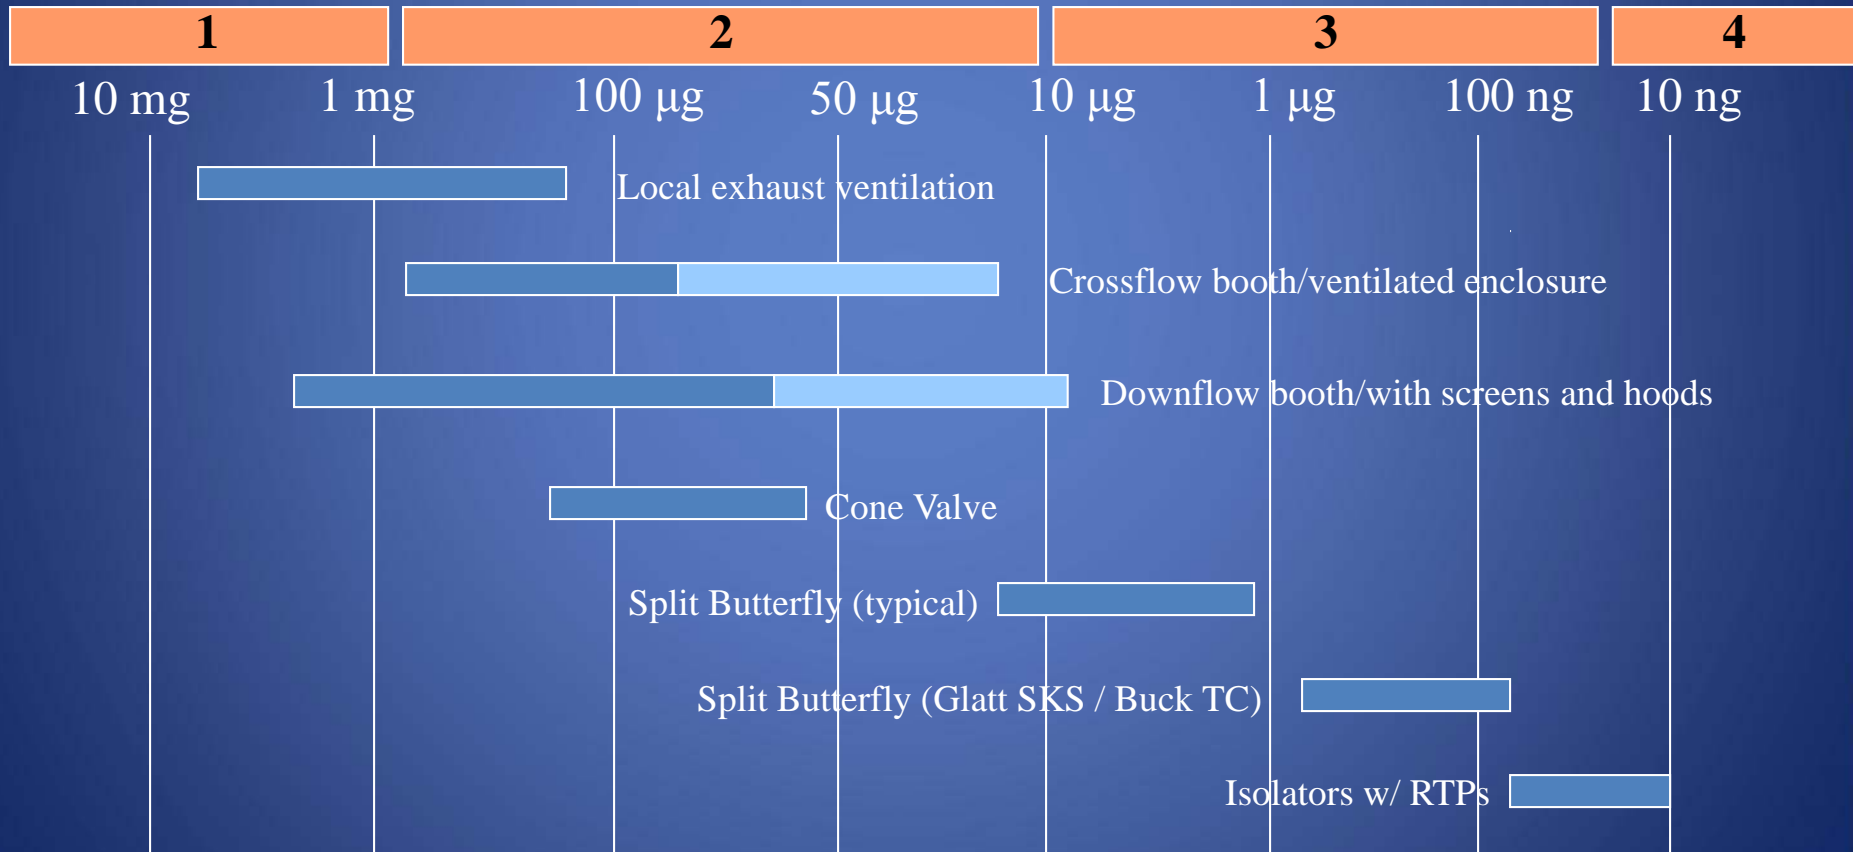 1 2 3 4
10 mg 1 mg 100 μg 50 μg 10 μg 1 μg 100 ng 10 ng
Local exhaust ventilation
Crossflow booth/ventilated enclosure
Downflow booth/with screens and hoods
Cone Valve
Split Butterfly (typical)
Split Butterfly (Glatt SKS / Buck TC)
Isolators w/ RTPs